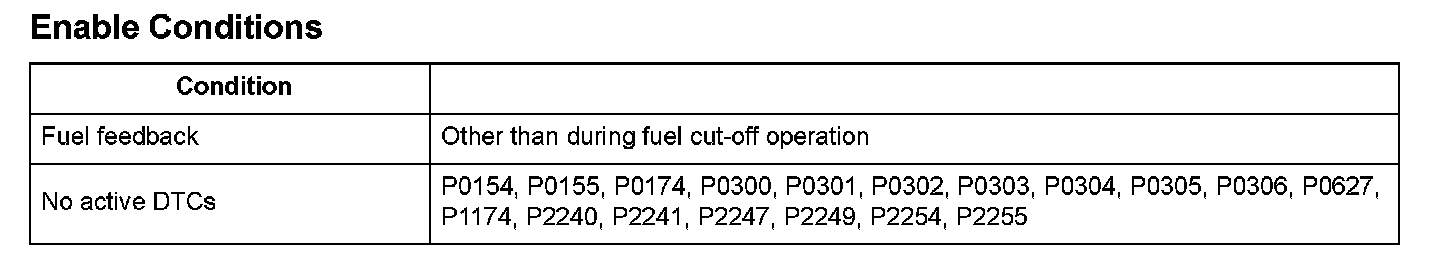 Enable Conditions
Condition
Fuel feedback
Other than during fuel cut-off operation
No active DTCs
P0154, P0155, P0174, P0300, P0301, P0302, P0303, P0304, P0305, P0306, P0627,
P1174, P2240, P2241, P2247, P2249, P2254, P2255